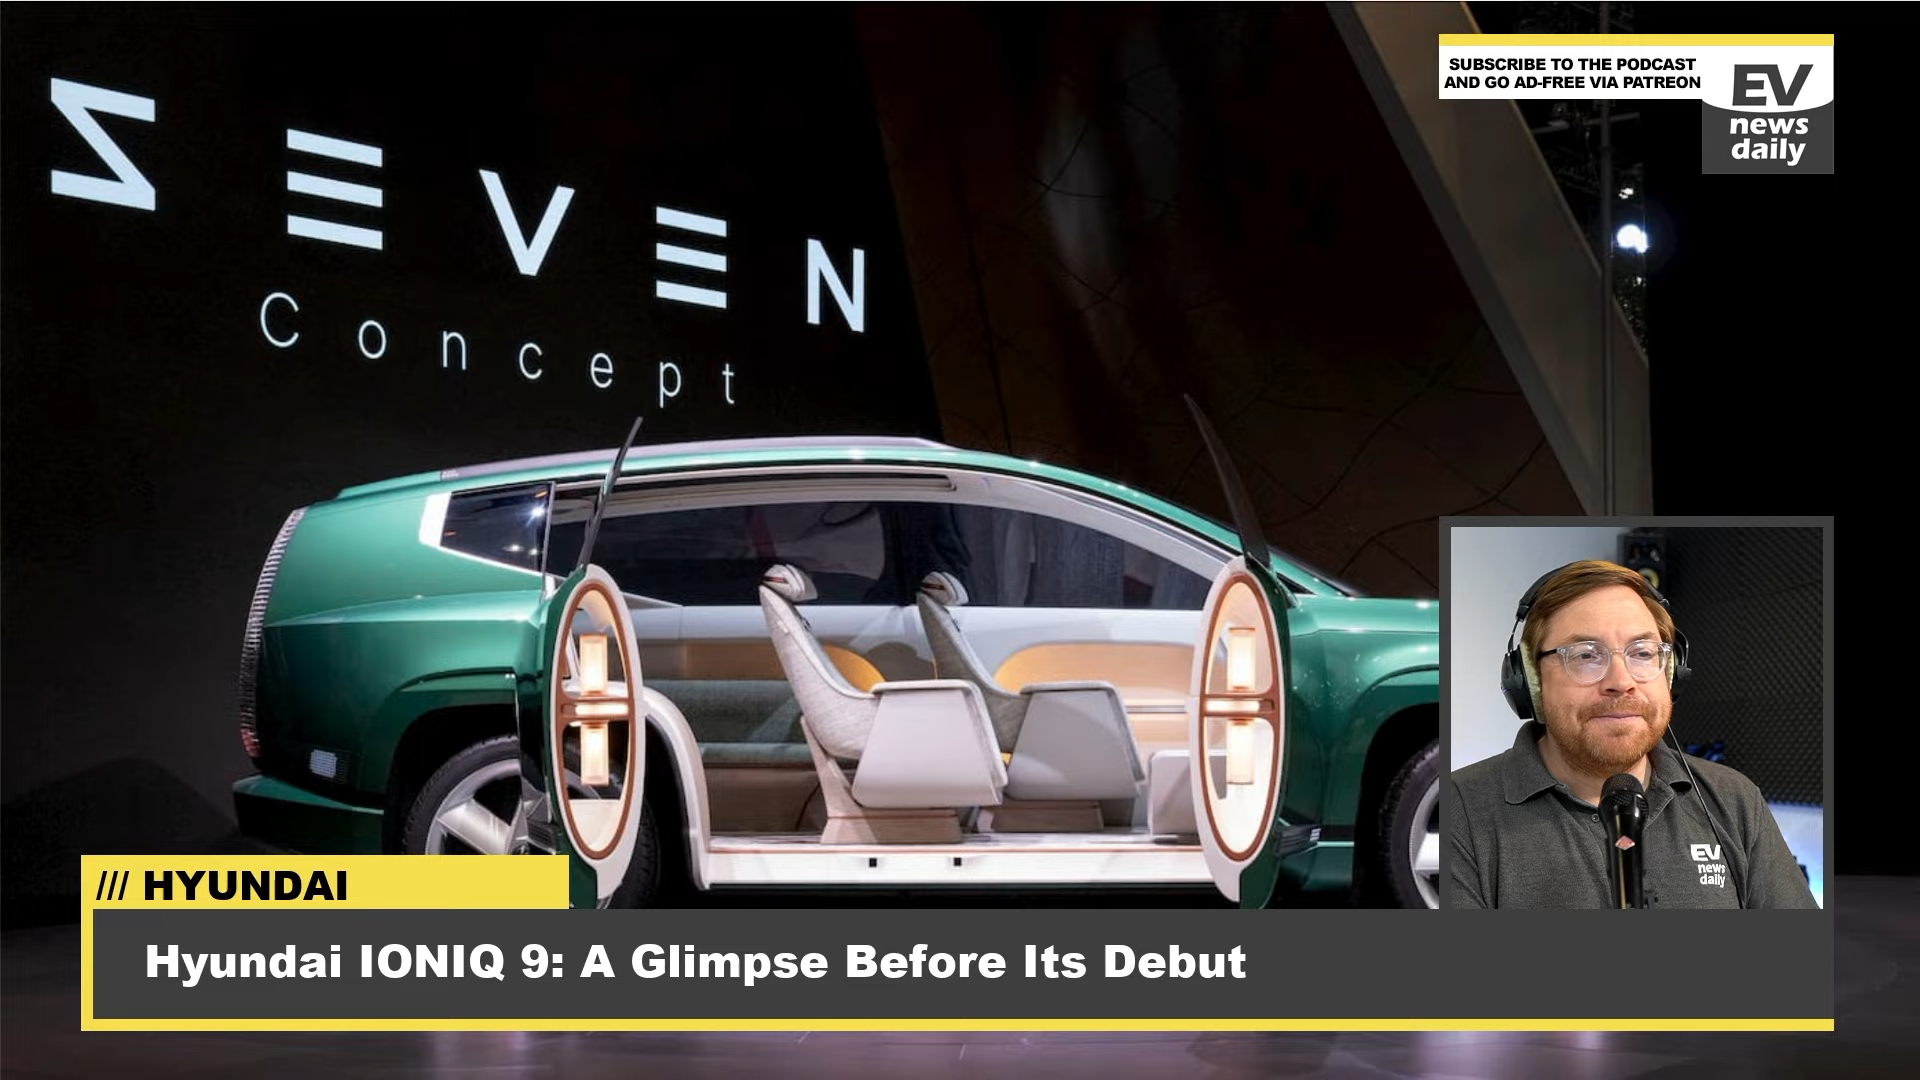 SEVEN
Concept
SUBSCRIBE TO THE PODCAST
AND GO AD-FREE VIA PATREON
EV
news
daily
EV
news
daily
/// HYUNDAI
Hyundai IONIQ 9: A Glimpse Before Its Debut